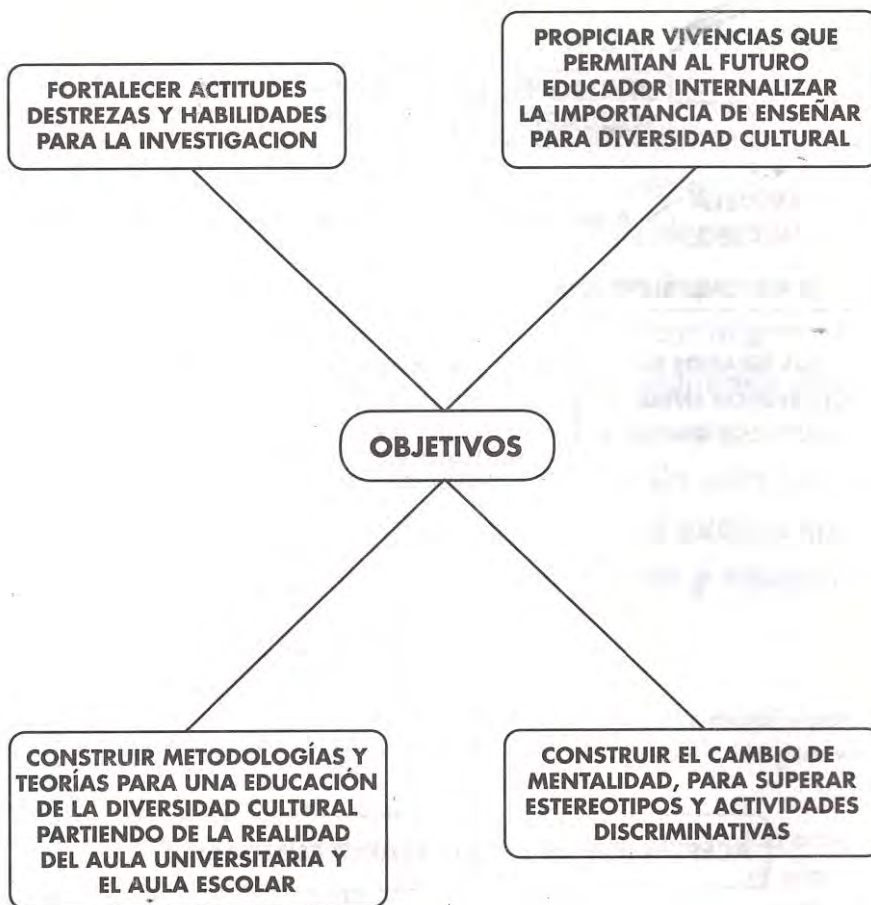 FORTALECER ACTITUDES
DESTREZAS Y HABILIDADES
PARA LA INVESTIGACION
PROPICIAR VIVENCIAS QUE
PERMITAN AL FUTURO
EDUCADOR INTERNALIZAR
LA IMPORTANCIA DE ENSEÑAR
PARA DIVERSIDAD CULTURAL
OBJETIVOS
CONSTRUIR METODOLOGÍAS Y
TEORÍAS PARA UNA EDUCACIÓN
DE LA DIVERSIDAD CULTURAL
PARTIENDO DE LA REALIDAD
DEL AULA UNIVERSITARIA Y
EL AULA ESCOLAR
CONSTRUIR EL CAMBIO DE
MENTALIDAD, PARA SUPERAR
ESTEREOTIPOS Y ACTIVIDADES
DISCRIMINATIVAS